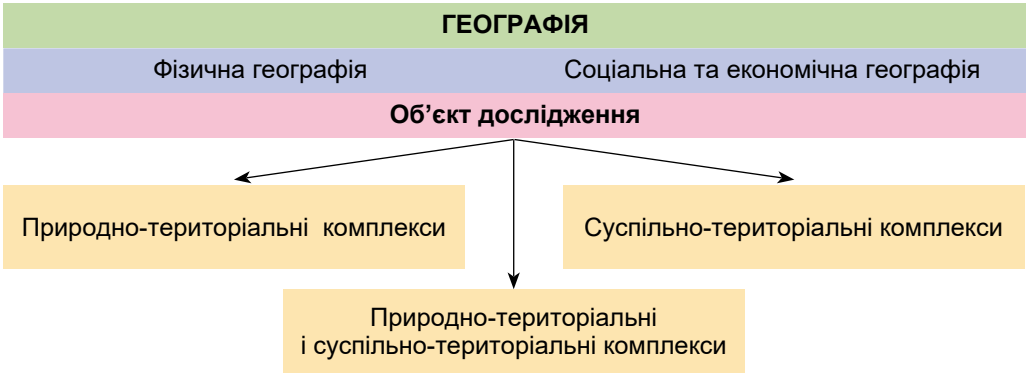 ГЕОГРАФІЯ
Фізична географія
Соціальна та економічна географія
Об’єкт дослідження
Природно-територіальні комплекси
Суспільно-територіальні комплекси
Природно-територіальні
і суспільно-територіальні комплекси